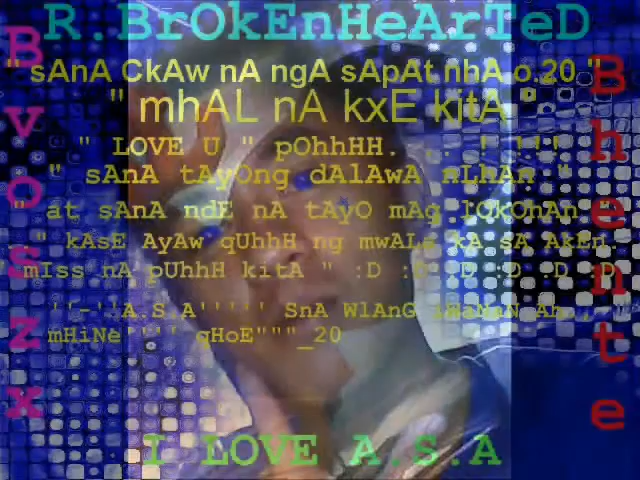 R.BrOkEnHeArTeD
" sAnA CkAw nA ngA sApAt nhA o.20 "
" mhAL nA kxE kitA "
" LOVE U " pOhhHH. . . ! !!!
" sAnA tAyOng dAlAwA nLhAn "
" at sAnA ndE nA tAyO mAg lOkOhAn "
" kAsE AyAw qUhhH ng mwALa kA sA AkEn.
mIss nA pUhhH kitA " :D :D :D :D :D :D
''-''A.S.A''''' SnA WlAnG
mHiNe"''' qHoE"""_20
I LOVE A.S.A
Bvoszx
Bhente